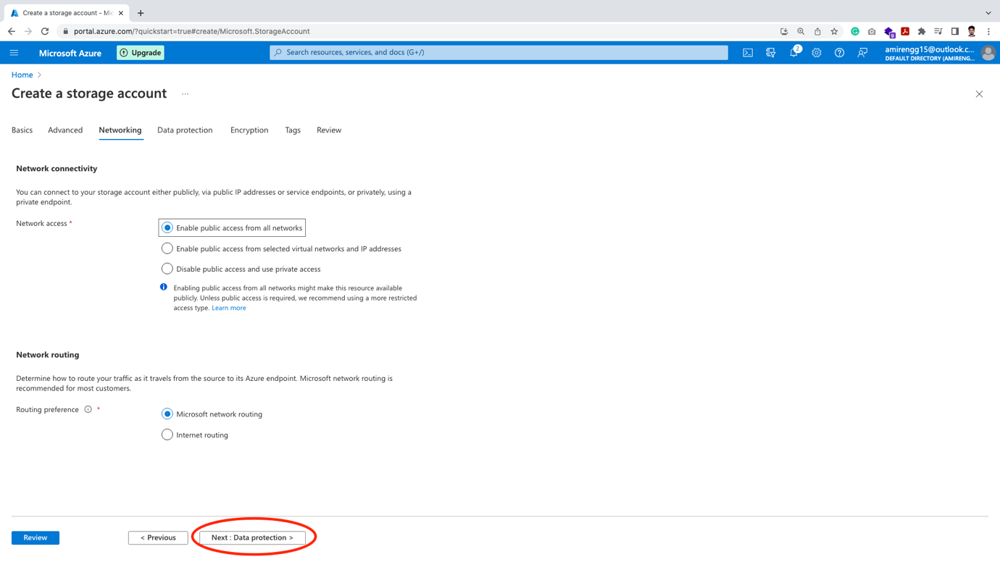 Create a storage account - Mic
portal.azure.com/?quickstart=true#create/Microsoft.StorageAccount
Microsoft Azure
Upgrade
Search resources, services, and docs (G+/)
2
amirengg15@outlook.c...
DEFAULT DIRECTORY (AMIRENG...
Home >
Create a storage account ...
Basics
Advanced
Networking
Data protection
Encryption
Tags
Review
Network connectivity
You can connect to your storage account either publicly, via public IP addresses or service endpoints, or privately, using a
private endpoint.
Network access *
Enable public access from all networks
Enable public access from selected virtual networks and IP addresses
Disable public access and use private access
Enabling public access from all networks might make this resource available
publicly. Unless public access is required, we recommend using a more restricted
access type. Learn more
Network routing
Determine how to route your traffic as it travels from the source to its Azure endpoint. Microsoft network routing is
recommended for most customers.
Routing preference *
Microsoft network routing
Internet routing
Review
< Previous
Next : Data protection >